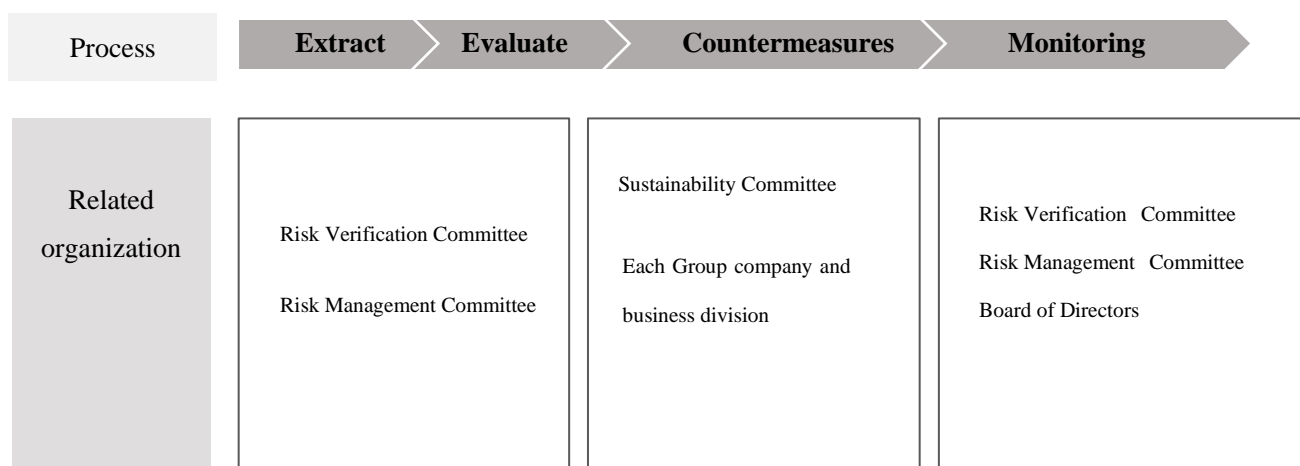 Process
Extract
Evaluate
Countermeasures
Monitoring
Related
organization
Risk Verification Committee
Risk Management Committee
Sustainability Committee
Each Group company and
business division
Risk Verification Committee
Risk Management Committee
Board of Directors